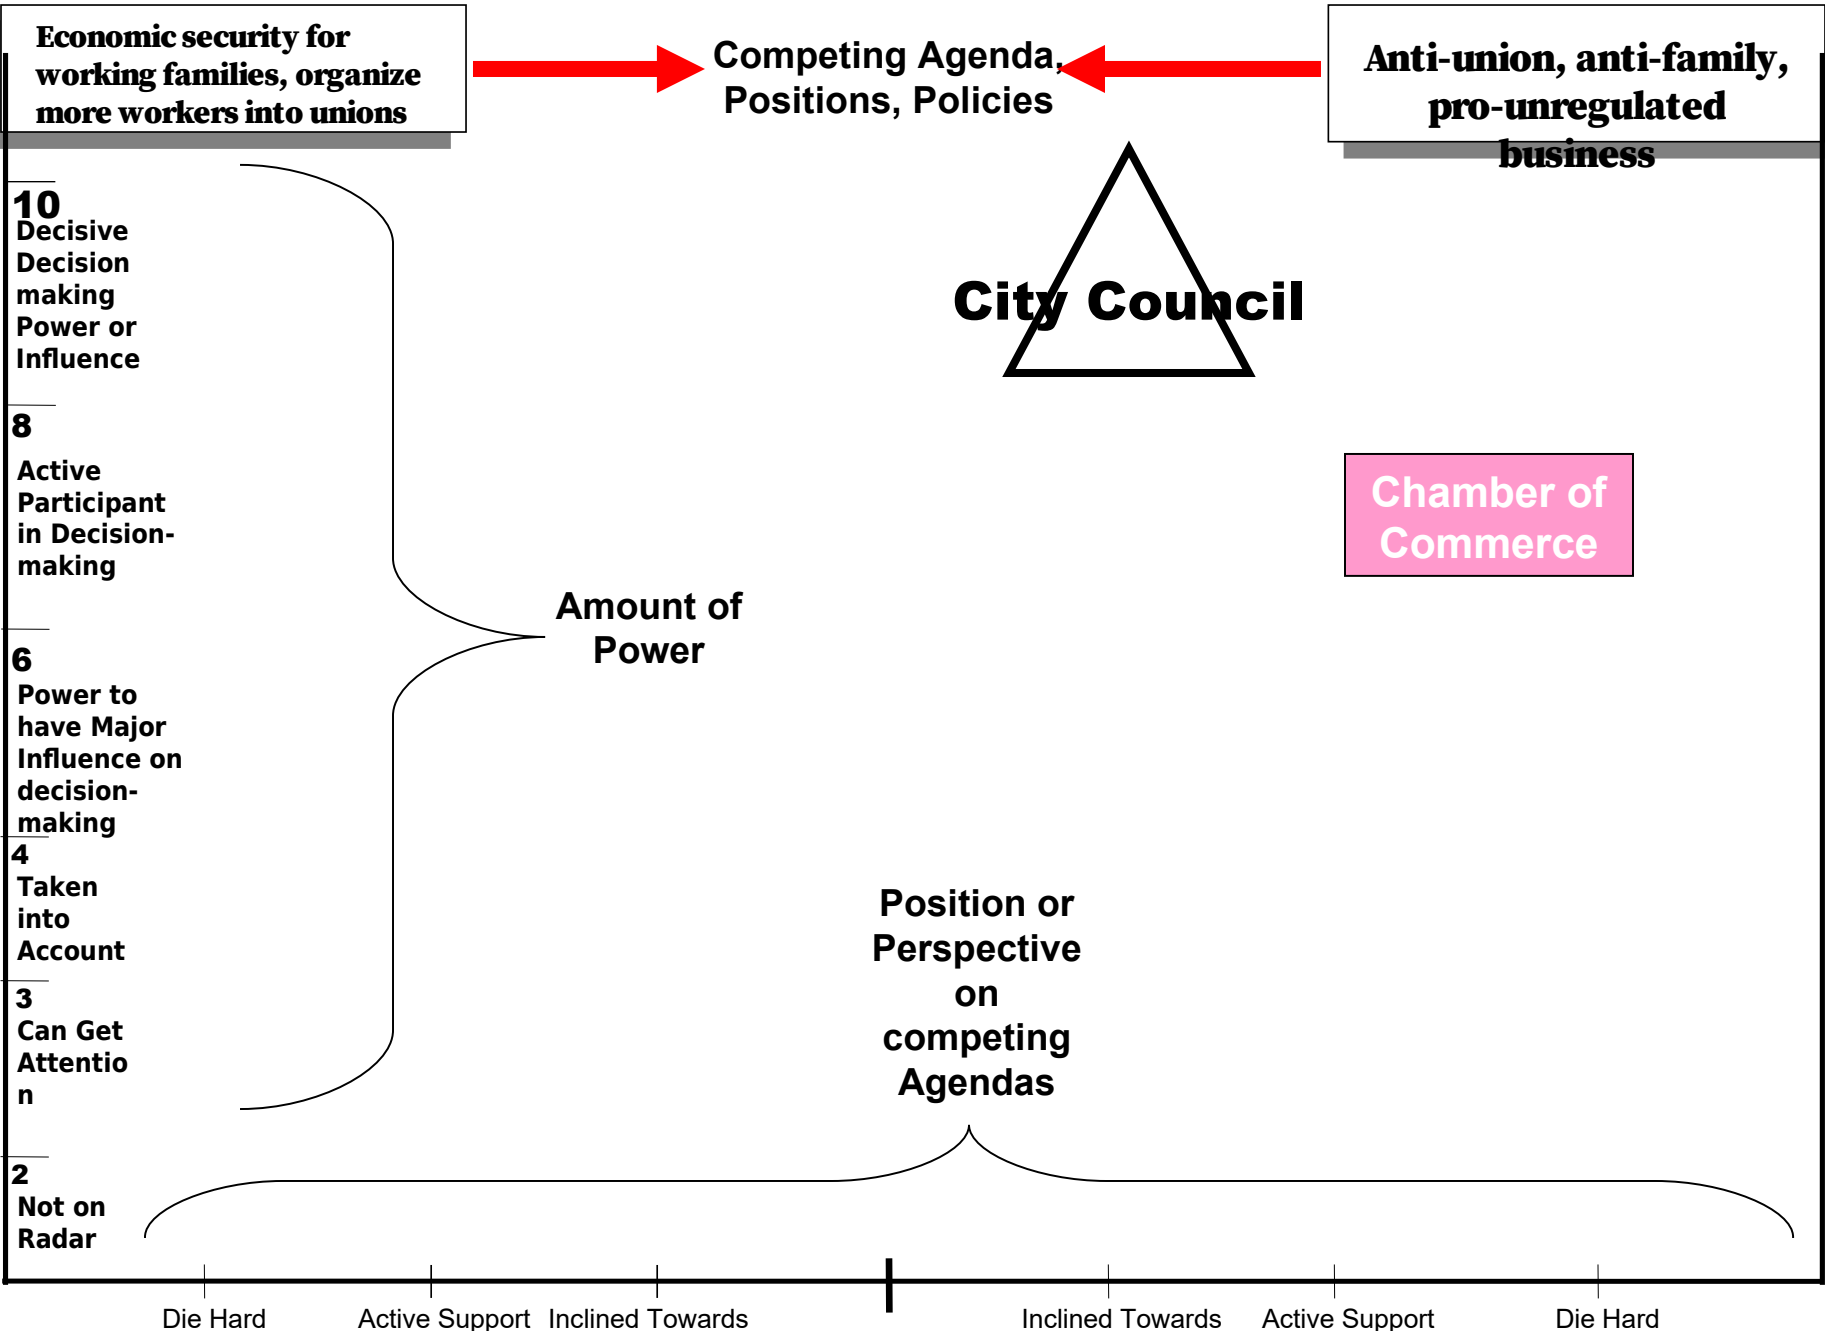 Economic security for
working families, organize
more workers into unions
Competing Agenda,
Positions, Policies
Anti-union, anti-family,
pro-unregulated
business
10
Decisive
Decision
making
Power or
Influence
City Council
8
Active
Participant
in Decision-
making
Chamber of
Commerce
Amount of
Power
6
Power to
have Major
Influence on
decision-
making
4
Taken
into
Account
Position or
Perspective
on
competing
Agendas
3
Can Get
Attentio
n
2
Not on
Radar
Die Hard
Active Support
Inclined Towards
Inclined Towards
Active Support
Die Hard